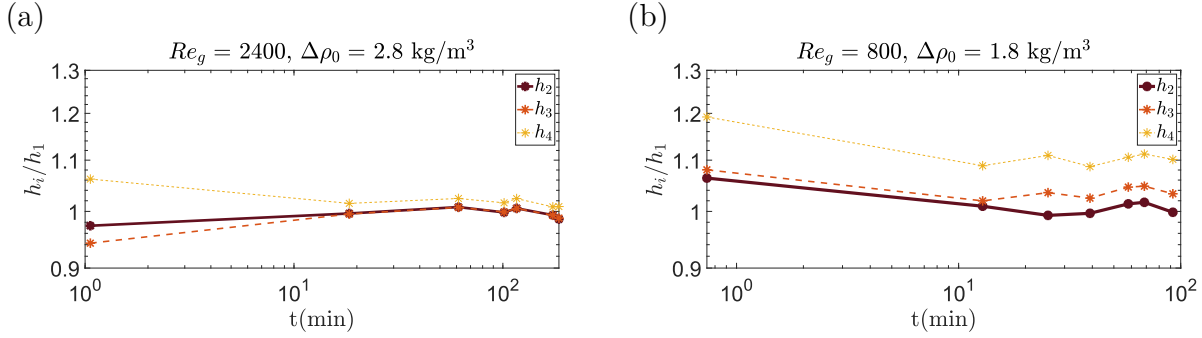 (a)
Re_g = 2400, Δρ_0 = 2.8 kg/m^3
1.3
1.2
1.1
1
0.9
h_i/h_1
h_2
h_3
h_4
10^0
10^1
10^2
t(min)
(b)
Re_g = 800, Δρ_0 = 1.8 kg/m^3
1.3
1.2
1.1
1
0.9
h_i/h_1
h_2
h_3
h_4
10^0
10^1
10^2
t(min)